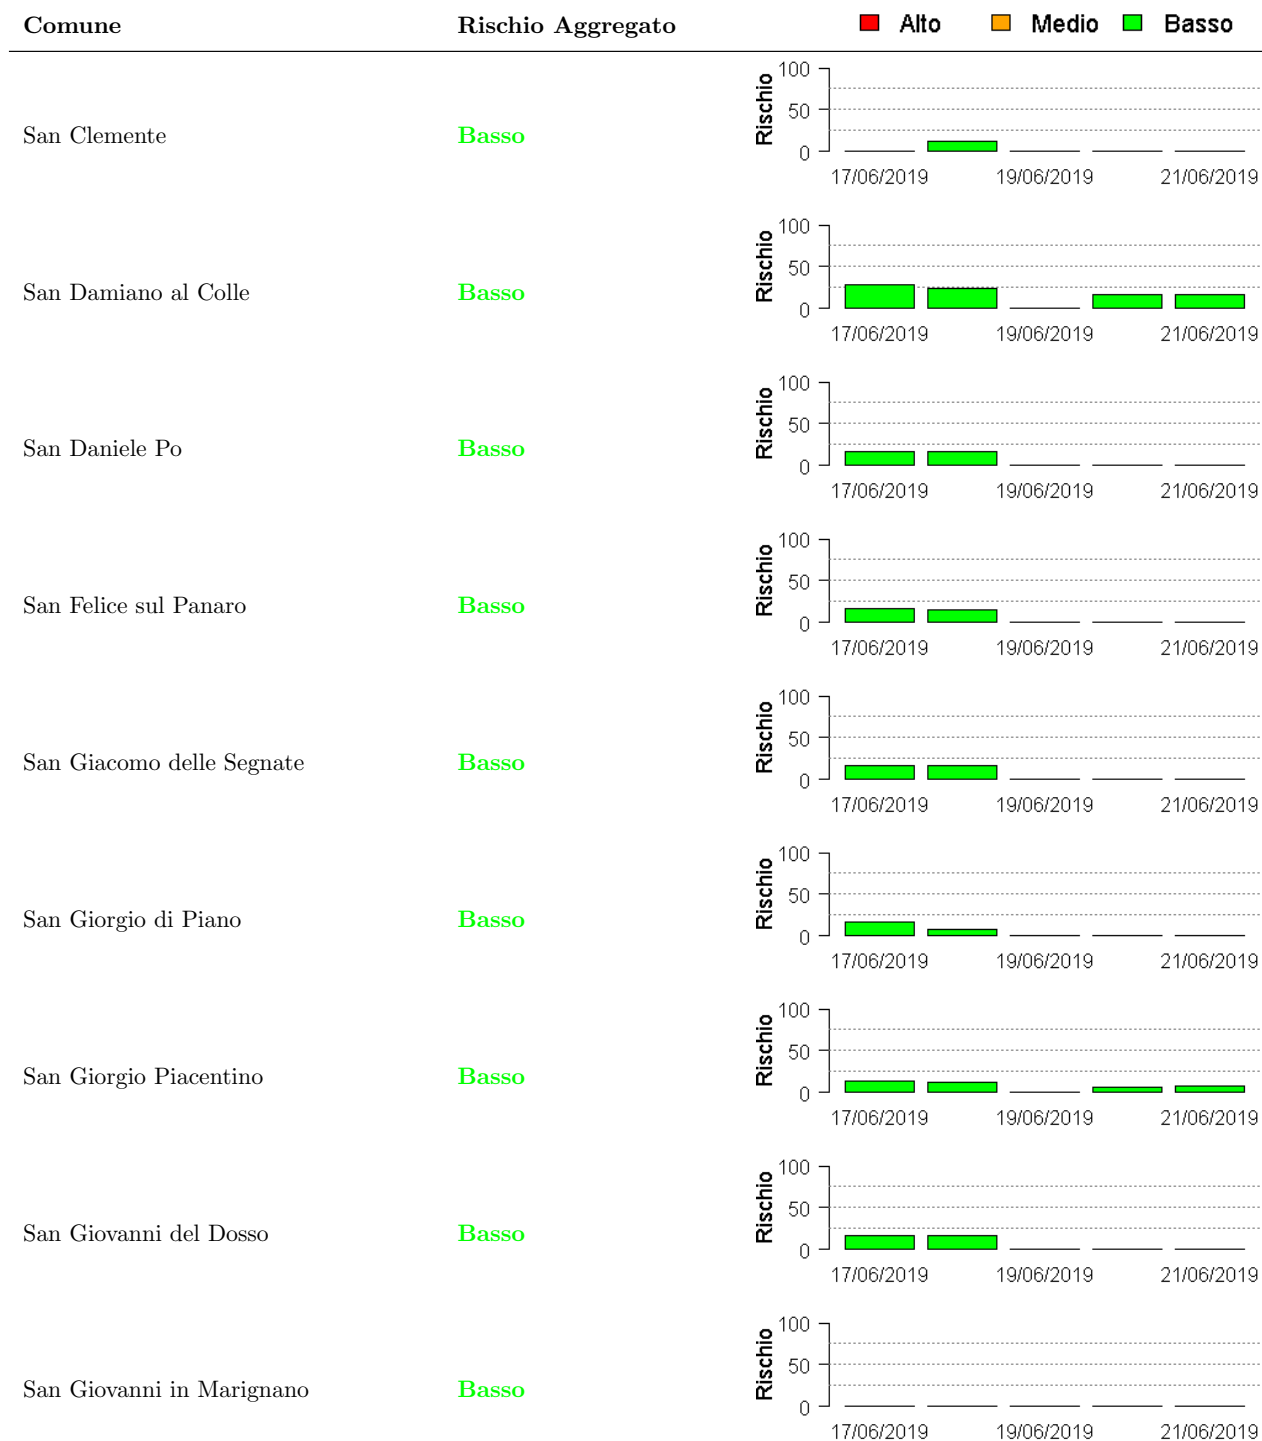 Comune Rischio Aggregato Alto Medio Basso
San Clemente Basso
Rischio
100
50
0
17/06/2019 19/06/2019 21/06/2019
San Damiano al Colle Basso
Rischio
100
50
0
17/06/2019 19/06/2019 21/06/2019
San Daniele Po Basso
Rischio
100
50
0
17/06/2019 19/06/2019 21/06/2019
San Felice sul Panaro Basso
Rischio
100
50
0
17/06/2019 19/06/2019 21/06/2019
San Giacomo delle Segnate Basso
Rischio
100
50
0
17/06/2019 19/06/2019 21/06/2019
San Giorgio di Piano Basso
Rischio
100
50
0
17/06/2019 19/06/2019 21/06/2019
San Giorgio Piacentino Basso
Rischio
100
50
0
17/06/2019 19/06/2019 21/06/2019
San Giovanni del Dosso Basso
Rischio
100
50
0
17/06/2019 19/06/2019 21/06/2019
San Giovanni in Marignano Basso
Rischio
100
50
0
17/06/2019 19/06/2019 21/06/2019